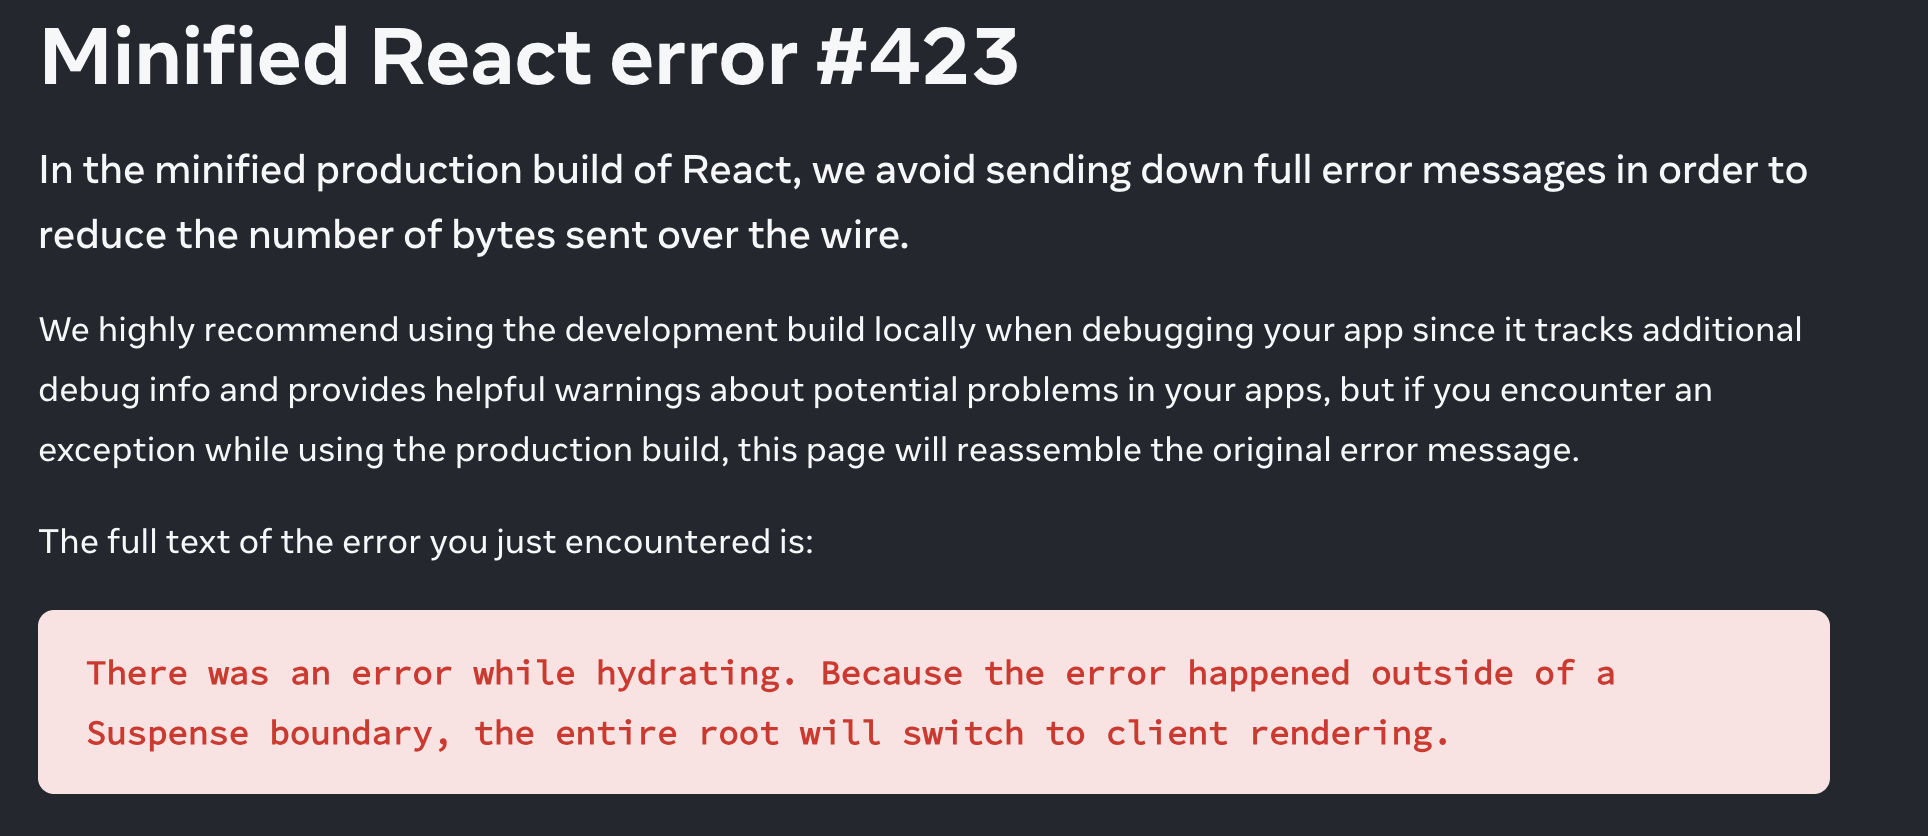 Minified React error #423
In the minified production build of React, we avoid sending down full error messages in order to
reduce the number of bytes sent over the wire.
We highly recommend using the development build locally when debugging your app since it tracks additional
debug info and provides helpful warnings about potential problems in your apps, but if you encounter an
exception while using the production build, this page will reassemble the original error message.
The full text of the error you just encountered is:
There was an error while hydrating. Because the error happened outside of a
Suspense boundary, the entire root will switch to client rendering.